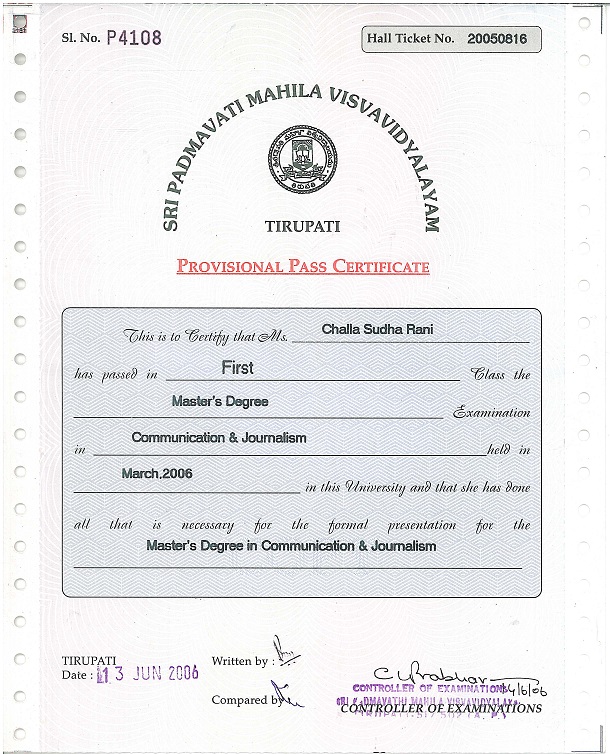 Sl. No. P4108
Hall Ticket No. 20050816
SRI PADMAVATI MAHILA VISVAVIDYALAYAM
TIRUPATI
PROVISIONAL PASS CERTIFICATE
This is to Certify that Ms. Challa Sudha Rani
has passed in First Class the
Master's Degree Examination
in Communication & Journalism held in
March,2006 in this University and that she has done
all that is necessary for the formal presentation for the
Master's Degree in Communication & Journalism
TIRUPATI
Date : 13 JUN 2006
Written by :
Compared by
CONTROLLER OF EXAMINATIONS
SRI PADMAVATHI MAHILA VISVAVIDYALAYAM
CONTROLLER OF EXAMINATIONS
TIRUPATI-517 502 (A. P.)